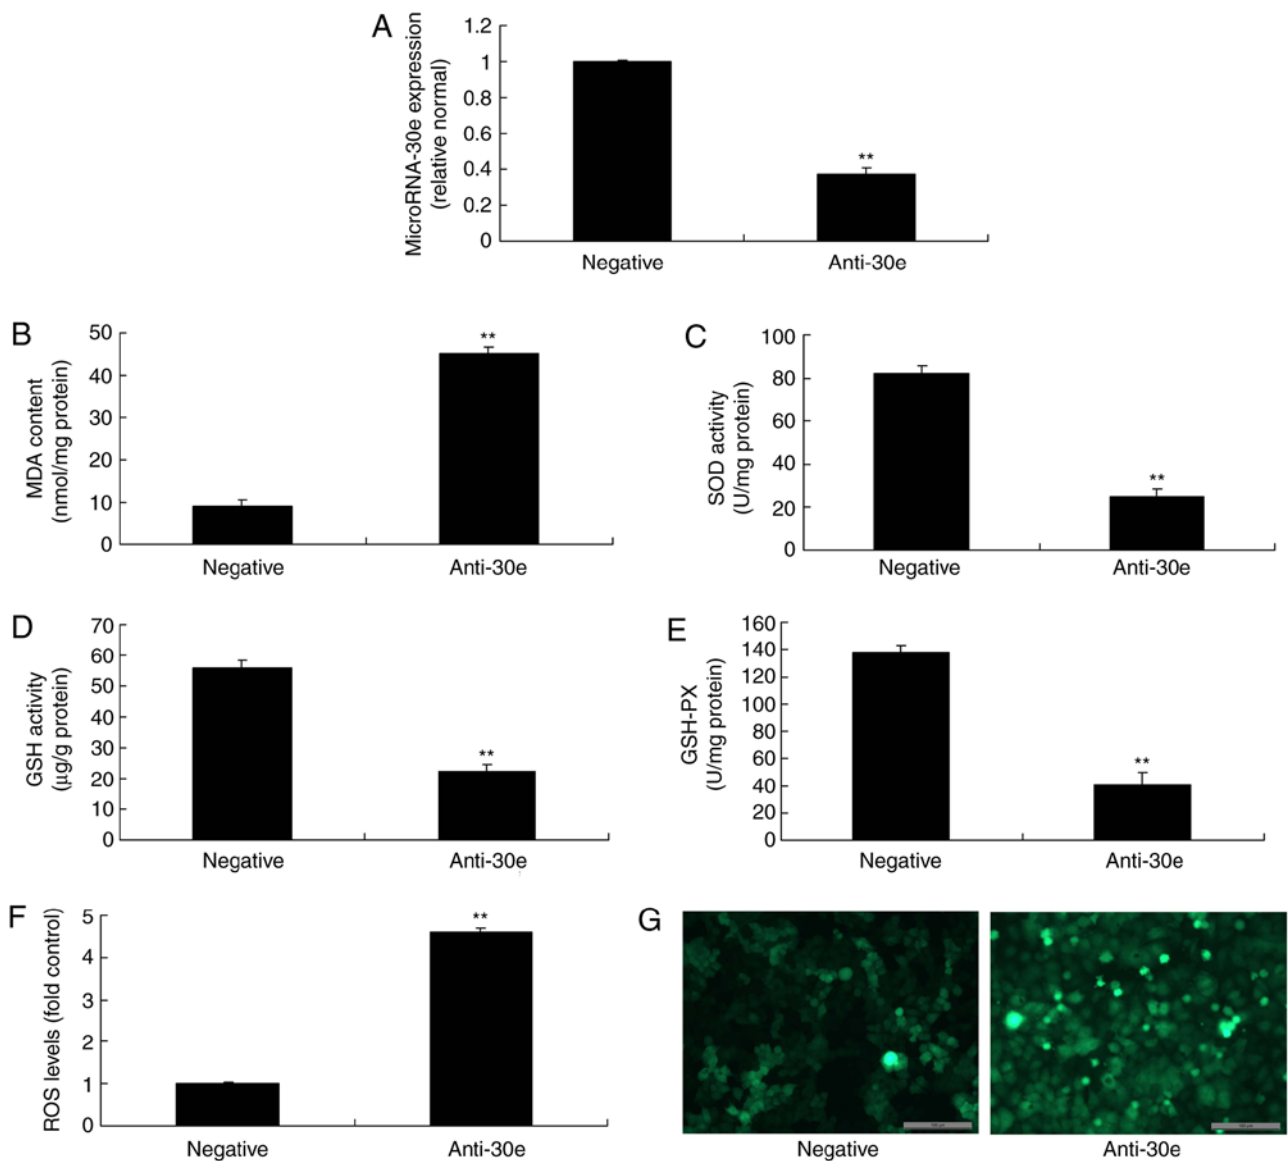 A
MicroRNA-30e expression
(relative normal)
1.2
1
0.8
0.6
0.4
0.2
0
**
Negative
Anti-30e
B
MDA content
(nmol/mg protein)
50
40
30
20
10
0
**
Negative
Anti-30e
C
SOD activity
(U/mg protein)
100
80
60
40
20
0
**
Negative
Anti-30e
D
GSH activity
(µg/g protein)
70
60
50
40
30
20
10
0
**
Negative
Anti-30e
E
GSH-PX
(U/mg protein)
160
140
120
100
80
60
40
20
0
**
Negative
Anti-30e
F
ROS levels (fold control)
5
4
3
2
1
0
**
Negative
Anti-30e
G
Negative
Anti-30e